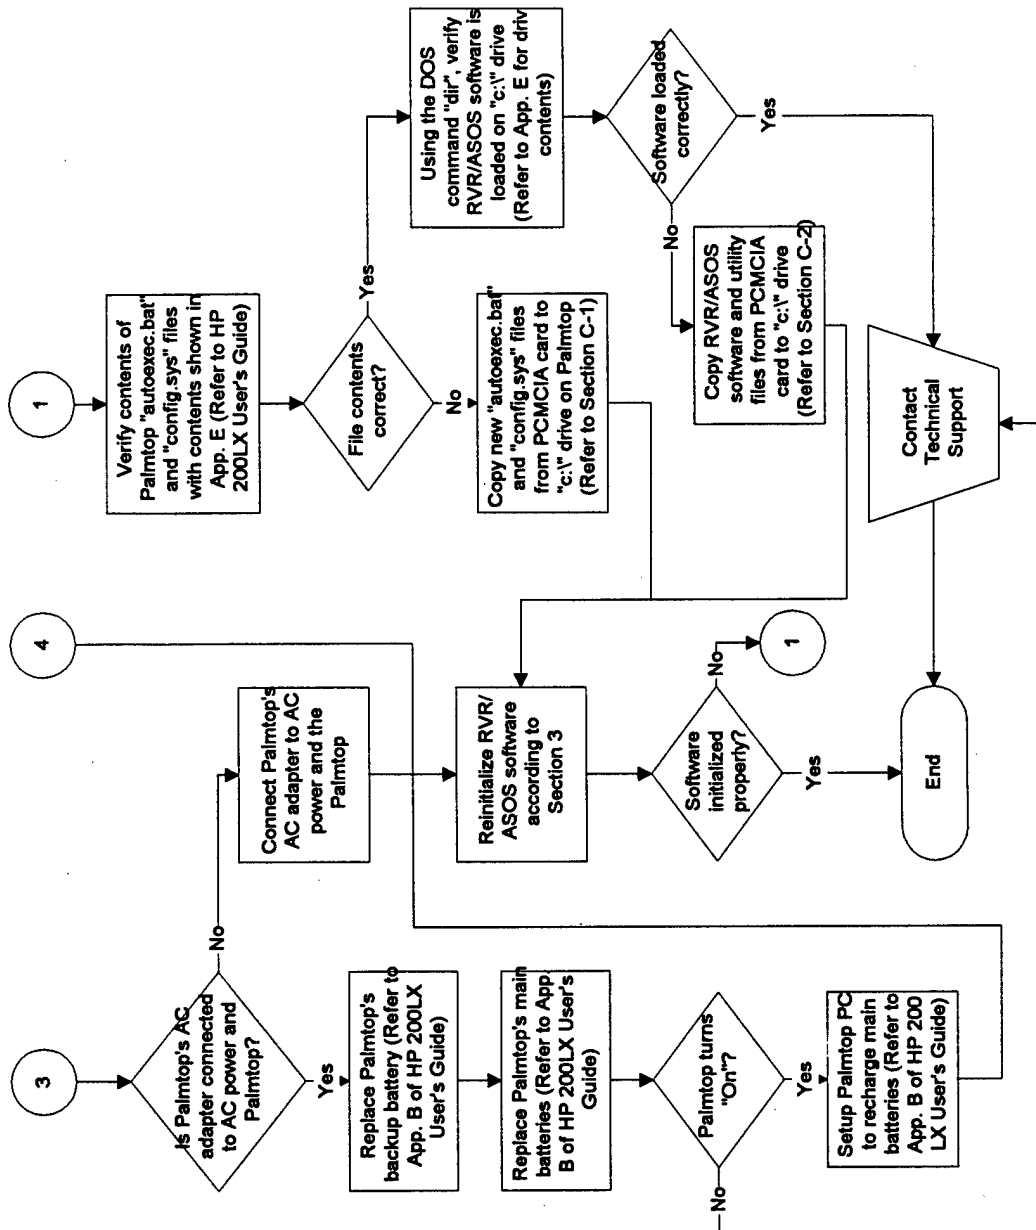 3
Is Palmtop's AC
adapter connected
to AC power and
Palmtop?
No
Yes
Replace Palmtop's
backup battery (Refer to
App. B of HP 200LX
User's Guide)
Replace Palmtop's main
batteries (Refer to App.
B of HP 200LX User's
Guide)
Palmtop turns
"On"?
No
Yes
Setup Palmtop PC
to recharge main
batteries (Refer to
App. B of HP 200
LX User's Guide)
4
Connect Palmtop's
AC adapter to AC
power and the
Palmtop
Reinitialize RVR/
ASOS software
according to
Section 3
Software
initialized
properly?
No
1
Yes
End
1
Verify contents of
Palmtop "autoexec.bat"
and "config.sys" files
with contents shown in
App. E (Refer to HP
200LX User's Guide)
File contents
correct?
Yes
No
Copy new "autoexec.bat"
and "config.sys" files
from PCMCIA card to
"c:\" drive on Palmtop
(Refer to Section C-1)
Using the DOS
command "dir", verify
RVR/ASOS software is
loaded on "c:\" drive
(Refer to App. E for driv
contents)
Software loaded
correctly?
No
Yes
Copy RVR/ASOS
software and utility
files from PCMCIA
card to "c:\" drive
(Refer to Section C-2)
Contact
Technical
Support